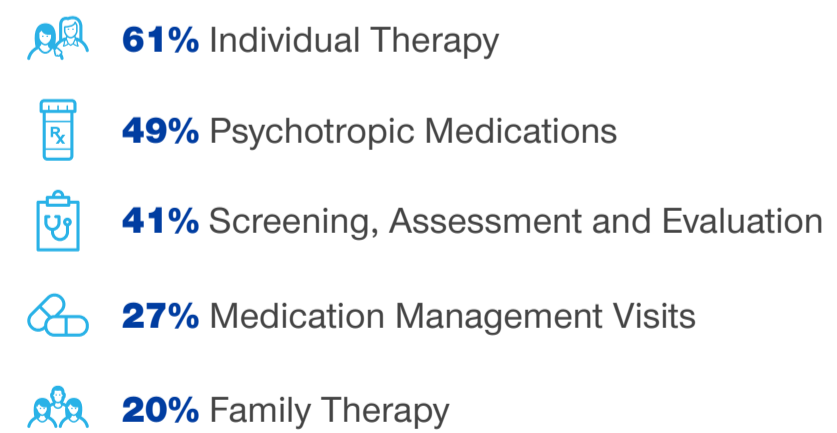 61% Individual Therapy
Rx
49% Psychotropic Medications
41% Screening, Assessment and Evaluation
27% Medication Management Visits
20% Family Therapy